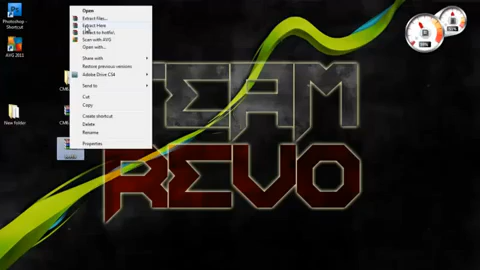 Photoshop -
Shortcut
AVG 2011
New folder
Open
Extract files...
Extract Here
Extract to hotfix\
Scan with AVG
Open with...
Share with
Restore previous versions
Adobe Drive CS4
Send to
Cut
Copy
Create shortcut
Delete
Rename
Properties
TEAM
REVO